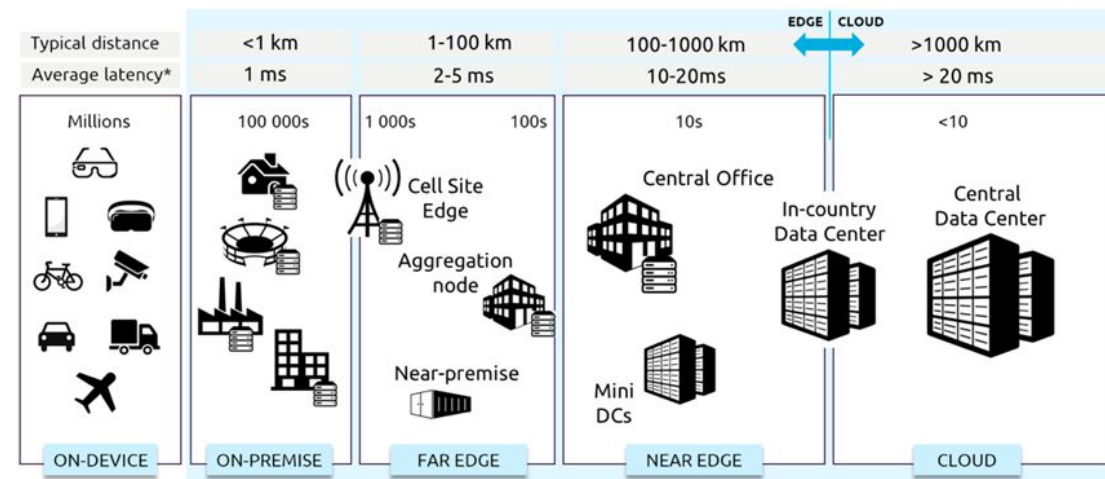 EDGE CLOUD
Typical distance <1 km 1-100 km 100-1000 km >1000 km
Average latency* 1 ms 2-5 ms 10-20ms > 20 ms
Millions 100 000s 1 000s 100s 10s <10
Cell Site
Edge
Aggregation
node
Near-premise
Central Office
Mini
DCs
In-country
Data Center
Central
Data Center
ON-DEVICE ON-PREMISE FAR EDGE NEAR EDGE CLOUD